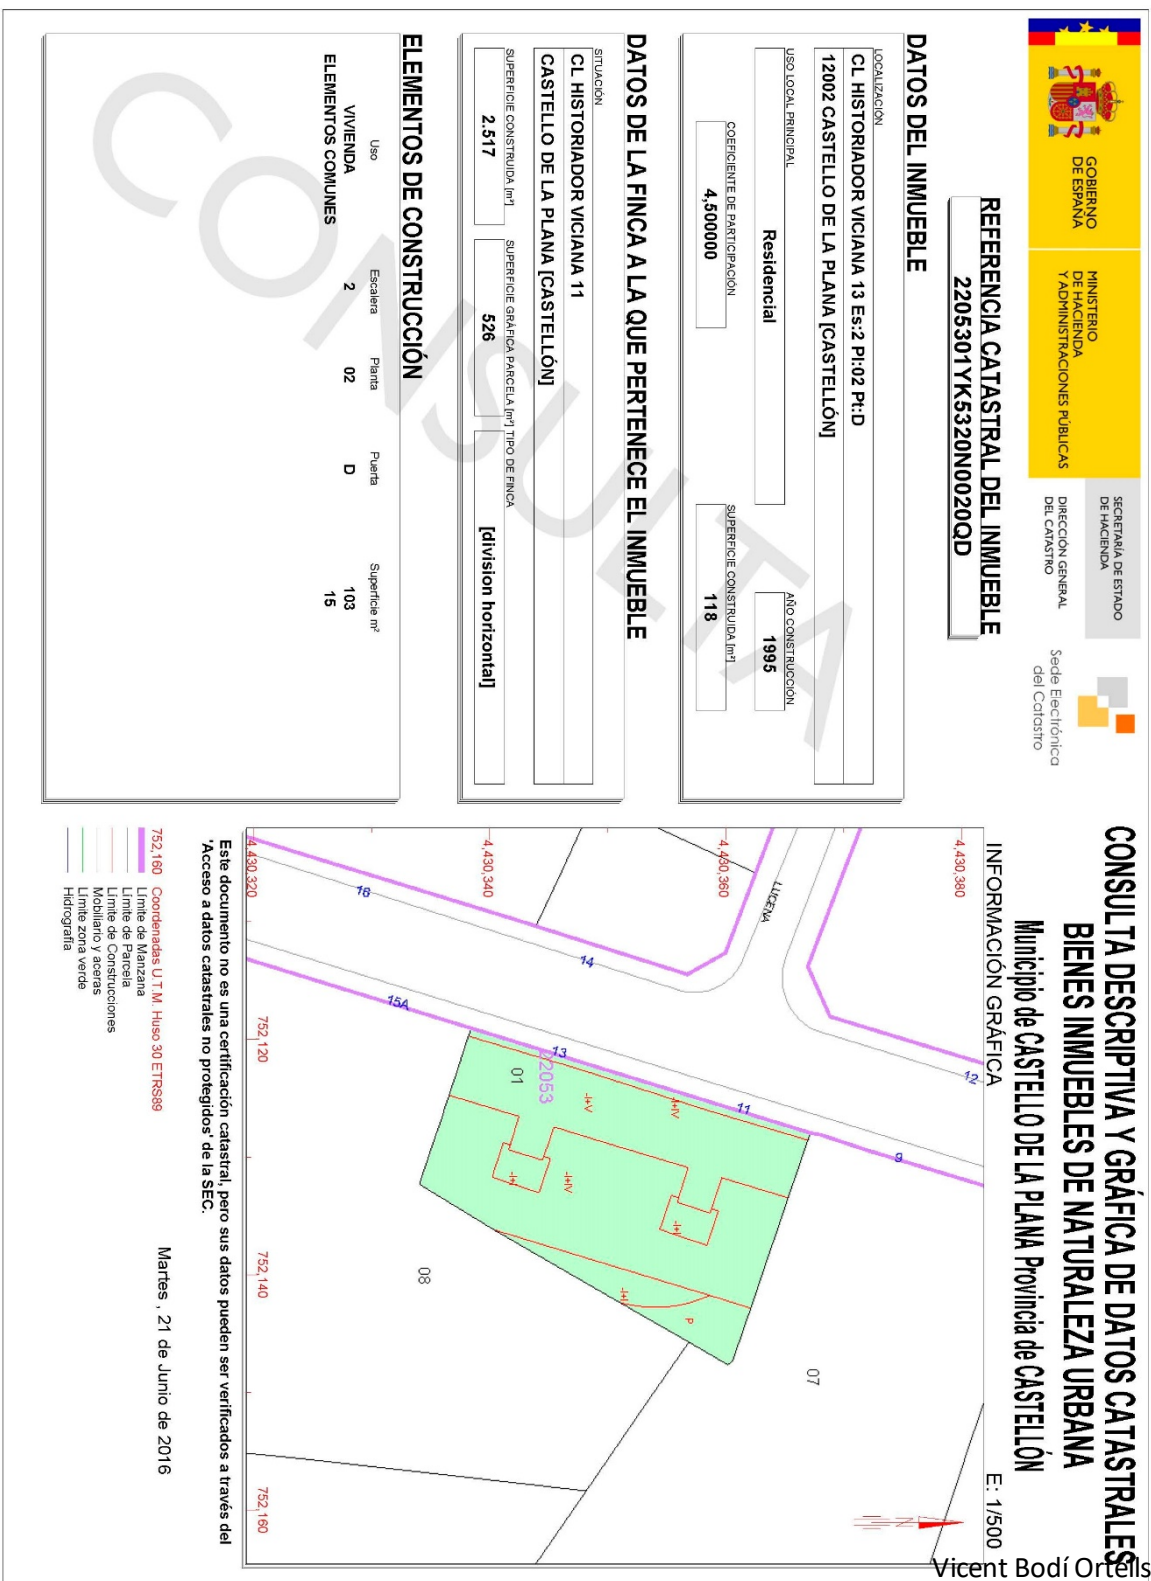 GOBIERNO
DE ESPAÑA
MINISTERIO
DE HACIENDA
Y ADMINISTRACIONES PÚBLICAS
SECRETARÍA DE ESTADO
DE HACIENDA
DIRECCIÓN GENERAL
DEL CATASTRO
Sede Electrónica
del Catastro
REFERENCIA CATASTRAL DEL INMUEBLE
2205301YK5320N0020QD
DATOS DEL INMUEBLE
LOCALIZACIÓN
CL HISTORIADOR VICIANA 13 Es:2 Pl:02 Pt:D
12002 CASTELLO DE LA PLANA [CASTELLÓN]
USO LOCAL PRINCIPAL
Residencial
AÑO CONSTRUCCIÓN
1995
COEFICIENTE DE PARTICIPACIÓN
4,500000
SUPERFICIE CONSTRUIDA [m²]
118
DATOS DE LA FINCA A LA QUE PERTENECE EL INMUEBLE
SITUACIÓN
CL HISTORIADOR VICIANA 11
CASTELLO DE LA PLANA [CASTELLÓN]
SUPERFICIE CONSTRUIDA [m²]
2.517
SUPERFICIE GRÁFICA PARCELA [m²]
526
TIPO DE FINCA
[division horizontal]
ELEMENTOS DE CONSTRUCCIÓN
Uso Escalera Planta Puerta Superficie m²
VIVIENDA 2 02 D 103
ELEMENTOS COMUNES 15
CONSULTA
CONSULTA DESCRIPTIVA Y GRÁFICA DE DATOS CATASTRALES
BIENES INMUEBLES DE NATURALEZA URBANA
Municipio de CASTELLO DE LA PLANA Provincia de CASTELLÓN
INFORMACIÓN GRÁFICA E: 1/500
4,430,380
4,430,360
4,430,340
4,430,320
LUCENA
12
9
11
13
14
15A
18
02053
01
-I+IV
-I+V
-I+V
-I+IV
-I+I
-I+I
P
07
08
752,120
752,140
752,160
752,160 Coordenadas U.T.M. Huso 30 ETRS89
Límite de Manzana
Límite de Parcela
Límite de Construcciones
Mobiliario y aceras
Límite zona verde
Hidrografía
Este documento no es una certificación catastral, pero sus datos pueden ser verificados a través del
'Acceso a datos catastrales no protegidos' de la SEC.
Martes , 21 de Junio de 2016
Vicent Bodí Ortells